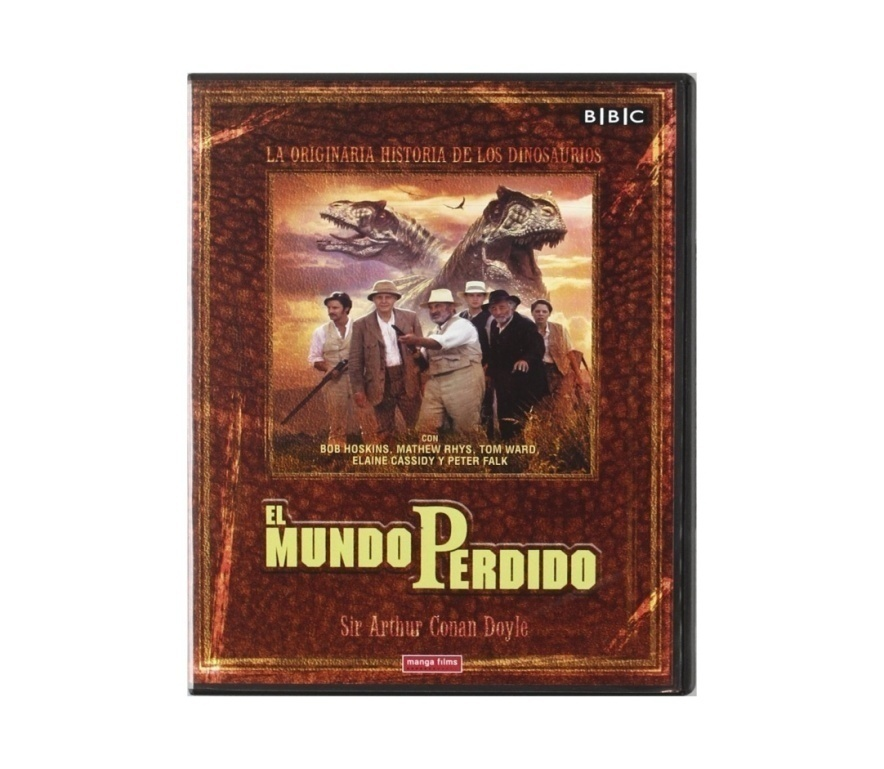 BBC
LA ORIGINARIA HISTORIA DE LOS DINOSAURIOS
CON
BOB HOSKINS, MATHEW RHYS, TOM WARD,
ELAINE CASSIDY Y PETER FALK
EL
MUNDO PERDIDO
Sir Arthur Conan Doyle
manga films